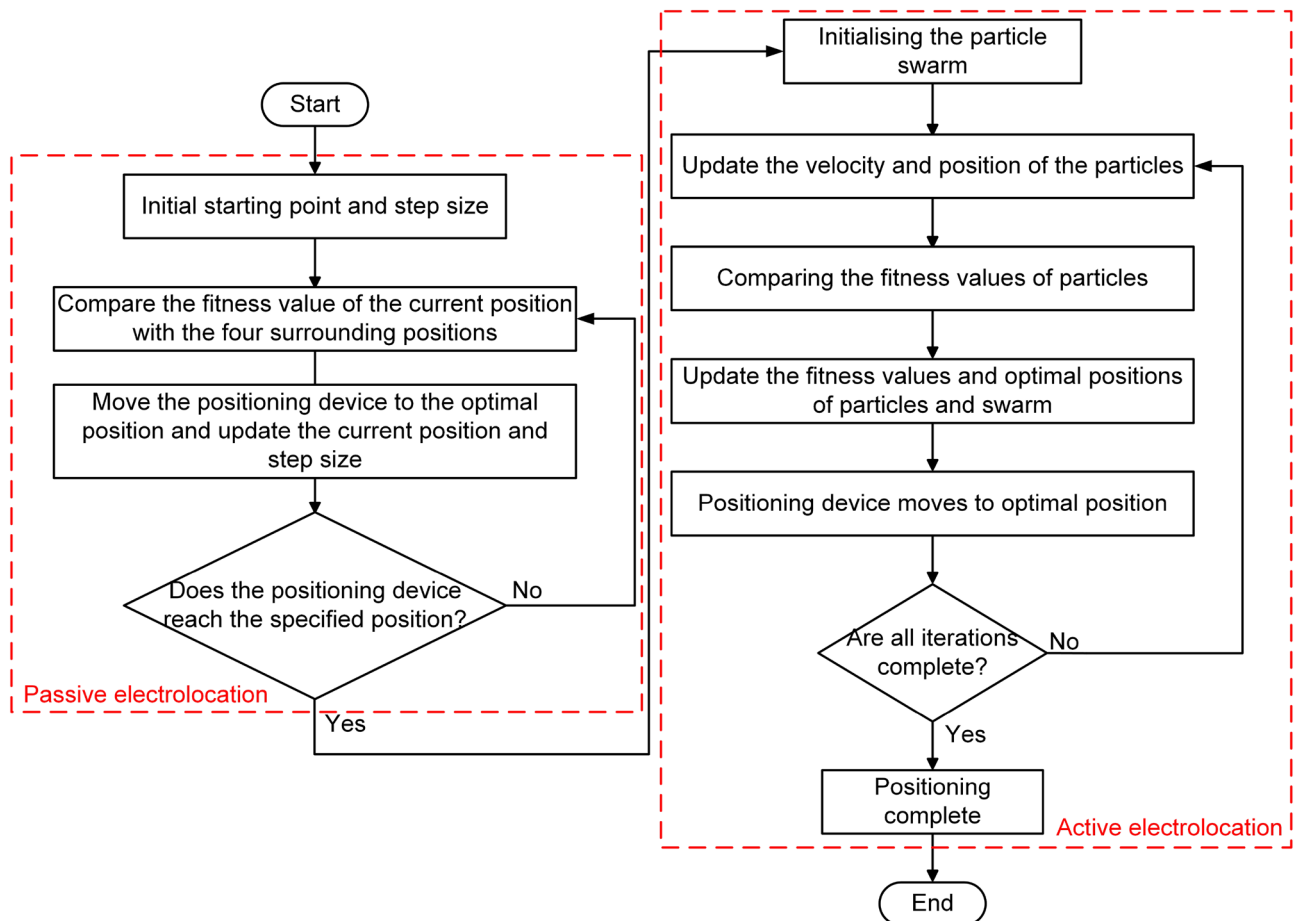 Start
Initial starting point and step size
Compare the fitness value of the current position
with the four surrounding positions
Move the positioning device to the optimal
position and update the current position and
step size
Does the positioning device
reach the specified position?
No
Passive electrolocation
Yes
Initialising the particle
swarm
Update the velocity and position of the particles
Comparing the fitness values of particles
Update the fitness values and optimal positions
of particles and swarm
Positioning device moves to optimal position
Are all iterations
complete?
No
Yes
Positioning
complete
Active electrolocation
End